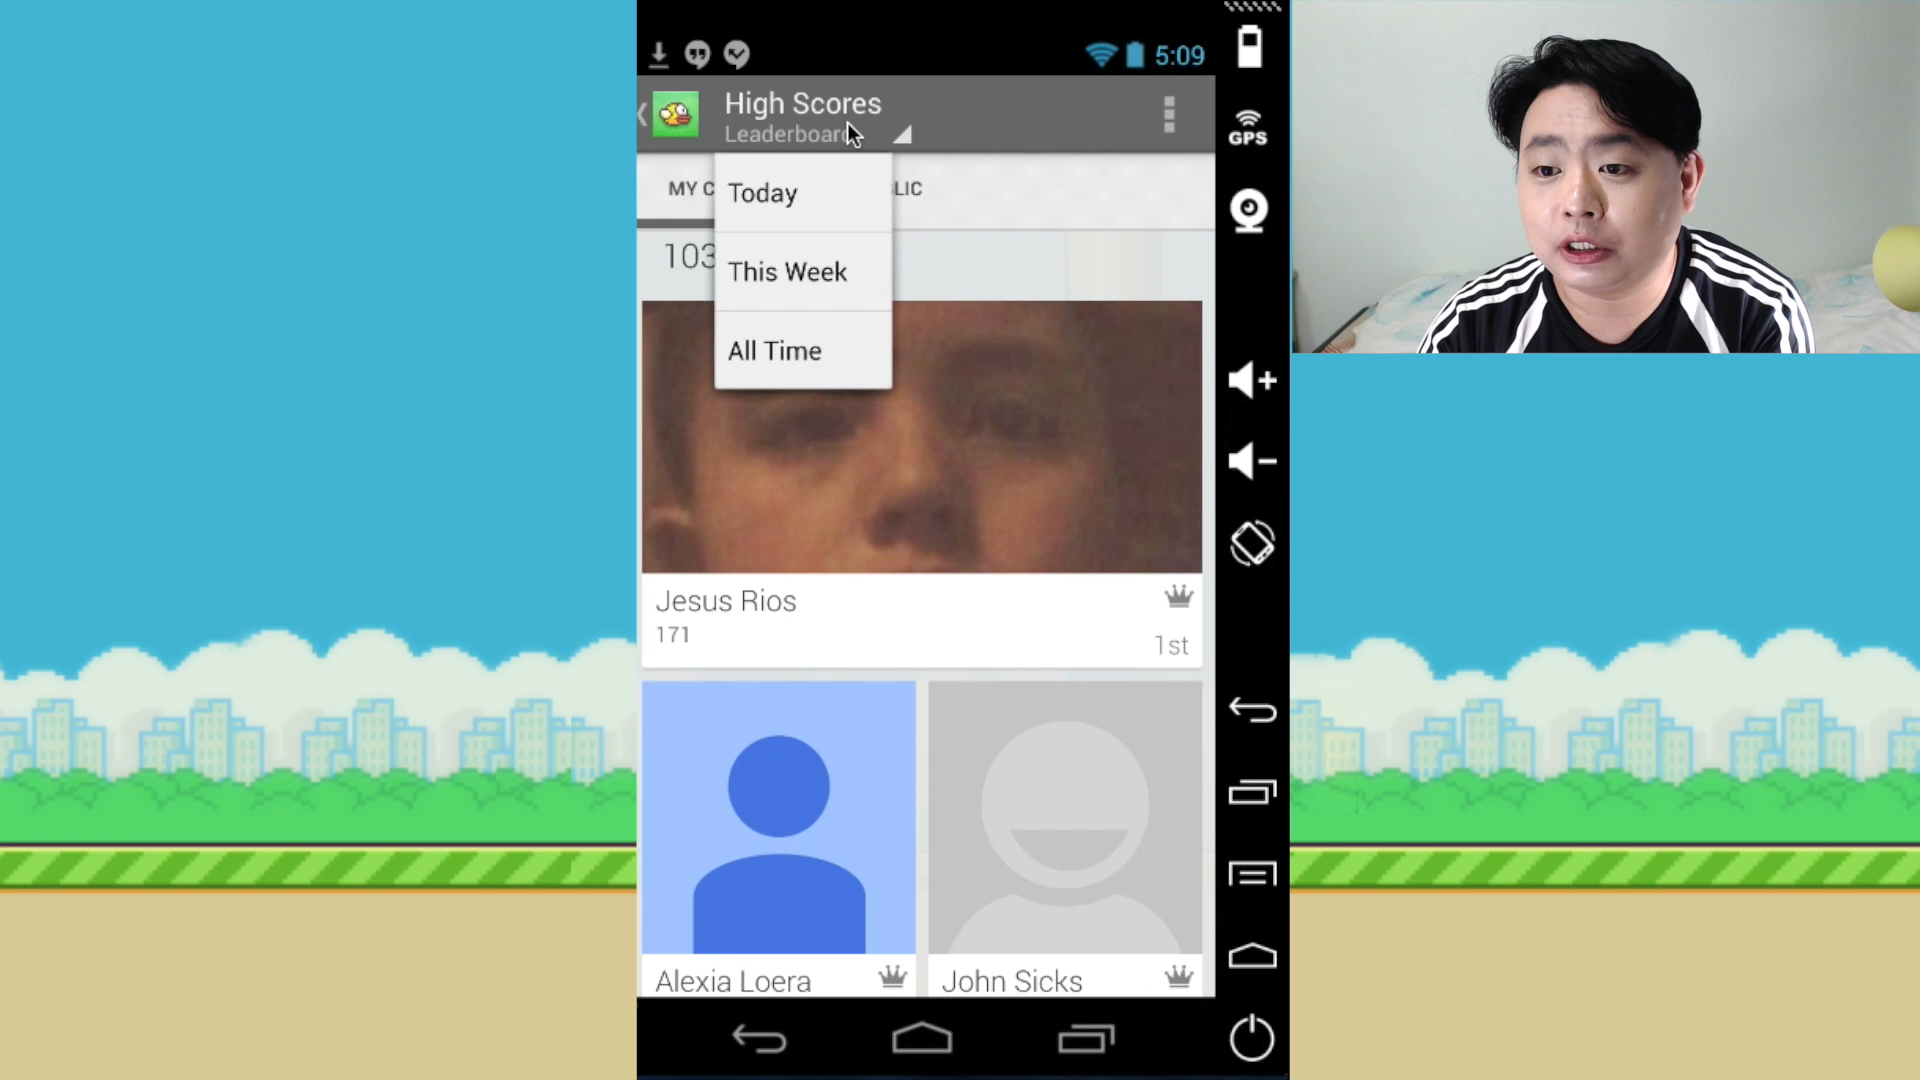 5:09
High Scores
Leaderboard
GPS
MY C
LIC
Today
103
This Week
All Time
Jesus Rios
171
1st
Alexia Loera
John Sicks